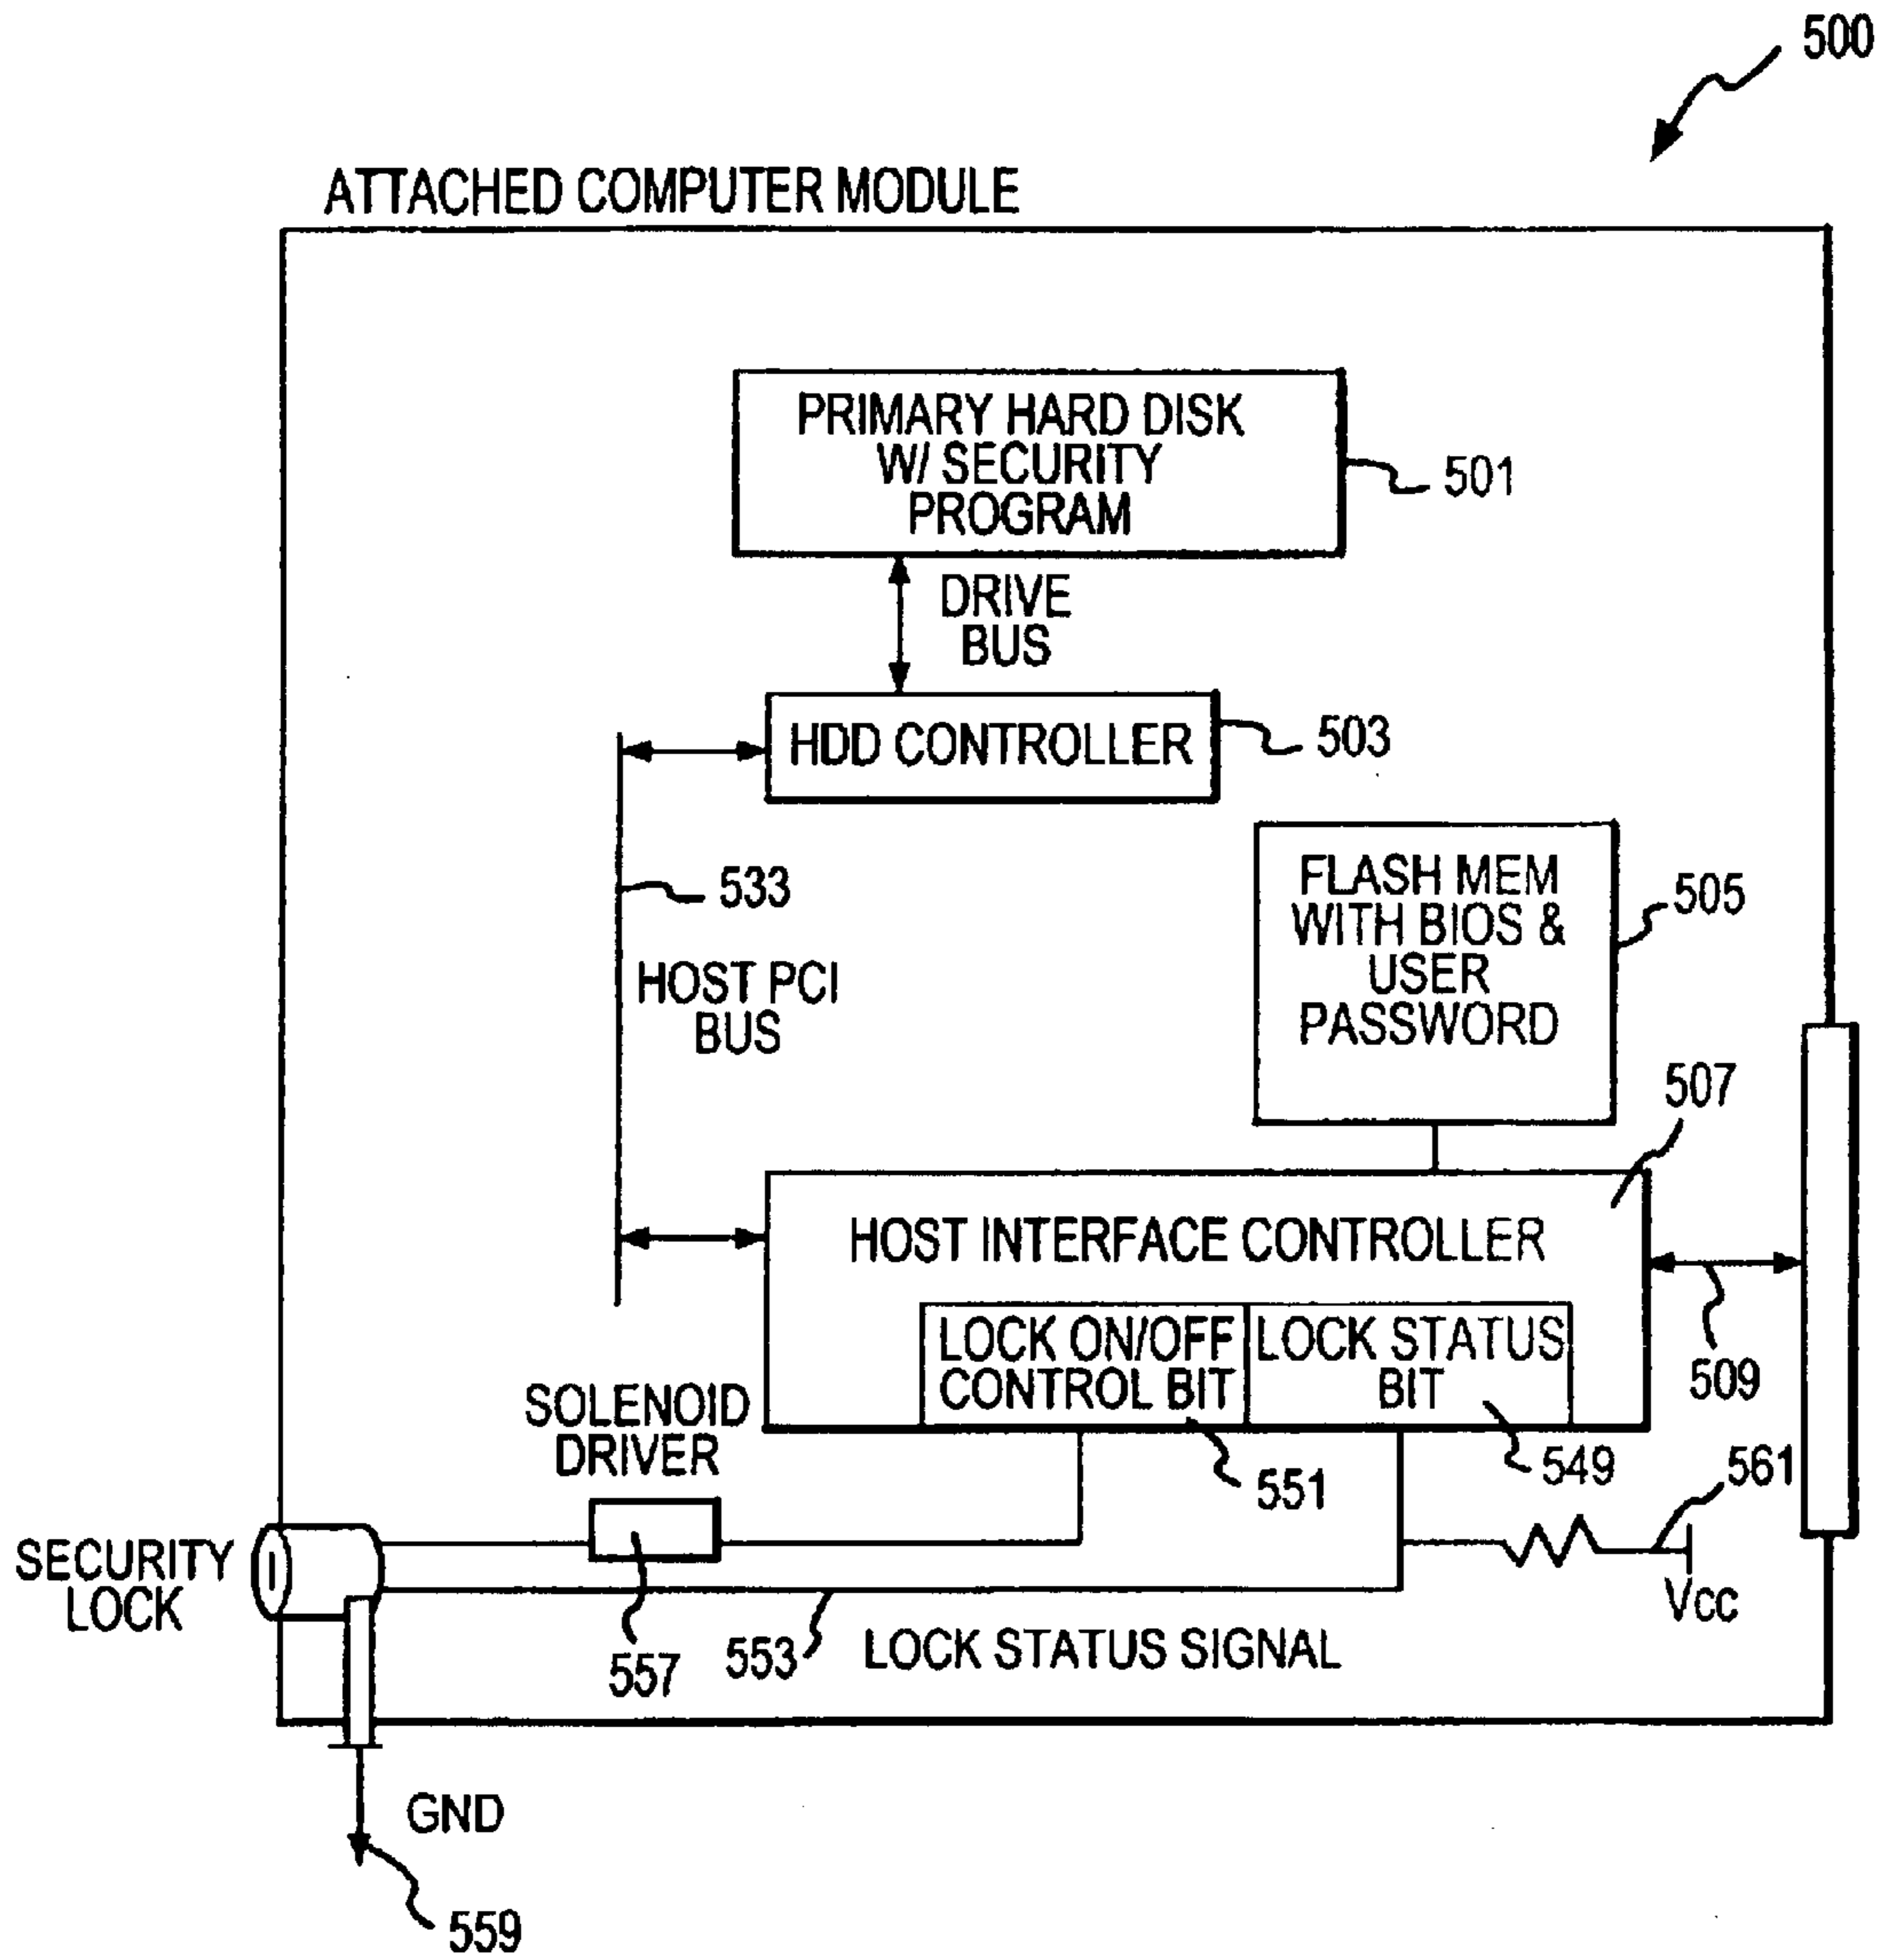 500
ATTACHED COMPUTER MODULE
PRIMARY HARD DISK
W/ SECURITY
PROGRAM
501
DRIVE
BUS
HDD CONTROLLER
503
533
HOST PCI
BUS
FLASH MEM
WITH BIOS &
USER
PASSWORD
505
507
HOST INTERFACE CONTROLLER
LOCK ON/OFF
CONTROL BIT
LOCK STATUS
BIT
509
SOLENOID
DRIVER
551
549
561
SECURITY
LOCK
Vcc
557
553
LOCK STATUS SIGNAL
GND
559